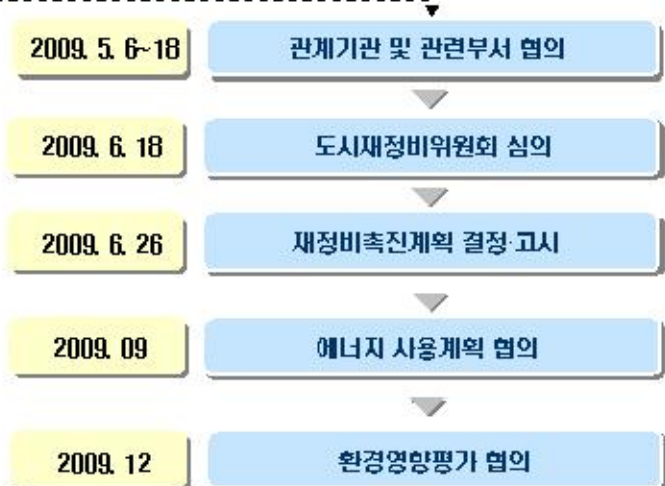 2009. 5. 6~18 관계기관 및 관련부서 협의
2009. 6. 18 도시재정비위원회 심의
2009. 6. 26 재정비촉진계획 결정·고시
2009. 09 에너지 사용계획 협의
2009. 12 환경영향평가 협의